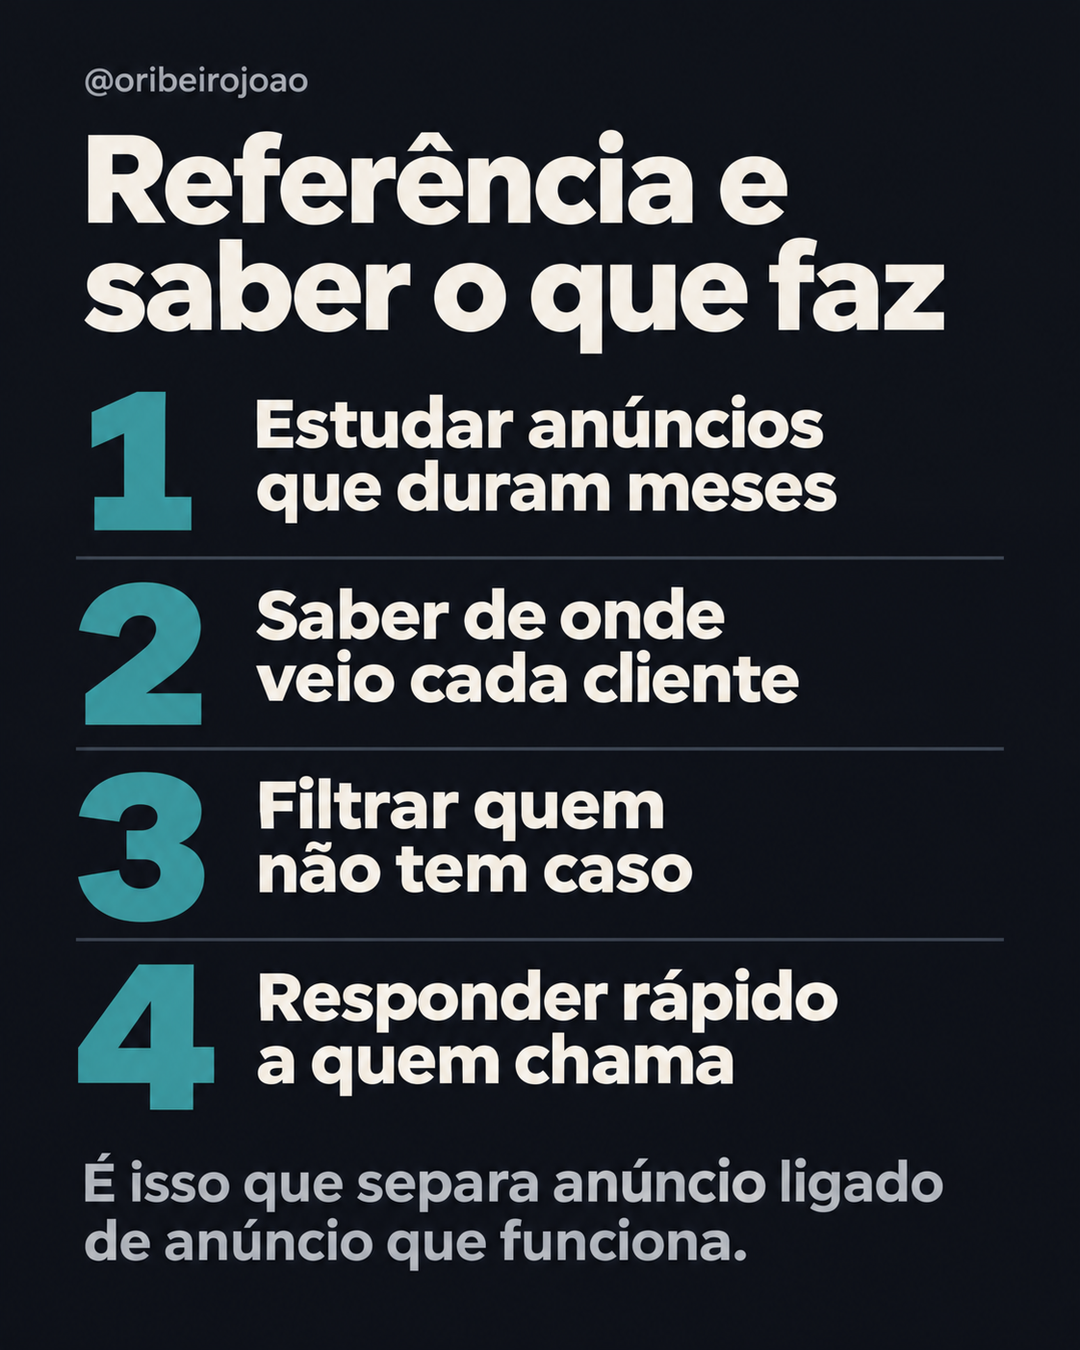 @oribeirojoao
Referência e
saber o que faz
1
Estudar anúncios
que duram meses
2
Saber de onde
veio cada cliente
3
Filtrar quem
não tem caso
4
Responder rápido
a quem chama
É isso que separa anúncio ligado
de anúncio que funciona.